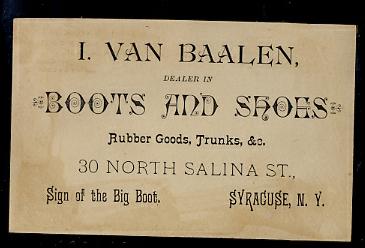 I. VAN BAALEN,
DEALER IN
BOOTS AND SHOES
Rubber Goods, Trunks, &c.
30 NORTH SALINA ST.,
Sign of the Big Boot. SYRACUSE, N. Y.